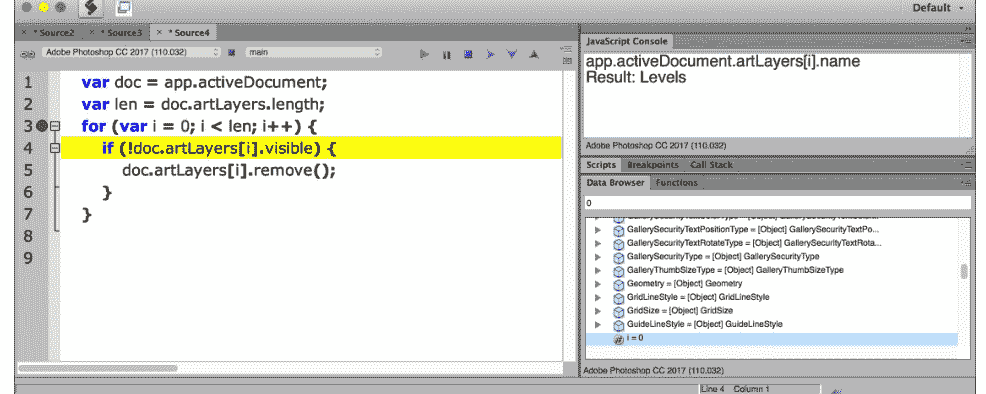 Default
× *Source2 × *Source3 × *Source4
Adobe Photoshop CC 2017 (110.032) main
1 var doc = app.activeDocument;
2 var len = doc.artLayers.length;
3 for (var i = 0; i < len; i++) {
4 if (!doc.artLayers[i].visible) {
5 doc.artLayers[i].remove();
6 }
7 }
8
9
JavaScript Console
app.activeDocument.artLayers[i].name
Result: Levels
Adobe Photoshop CC 2017 (110.032)
Scripts Breakpoints Call Stack
Data Browser Functions
0
GallerySecurityTextPositionType = [Object] GallerySecurityTextPo...
GallerySecurityTextRotateType = [Object] GallerySecurityTextRota...
GallerySecurityType = [Object] GallerySecurityType
GalleryThumbSizeType = [Object] GalleryThumbSizeType
Geometry = [Object] Geometry
GridLineStyle = [Object] GridLineStyle
GridSize = [Object] GridSize
GuideLineStyle = [Object] GuideLineStyle
i = 0
Adobe Photoshop CC 2017 (110.032)
Line 4 Column 1